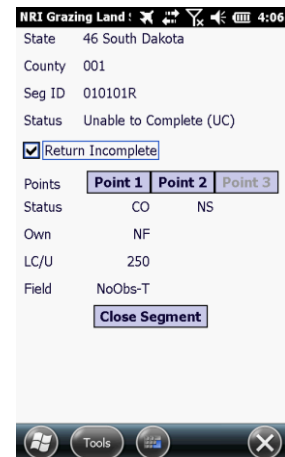 NRI Grazing Land 4:06
State 46 South Dakota
County 001
Seg ID 010101R
Status Unable to Complete (UC)
Return Incomplete
Points Point 1 Point 2 Point 3
Status CO NS
Own NF
LC/U 250
Field NoObs-T
Close Segment
Tools